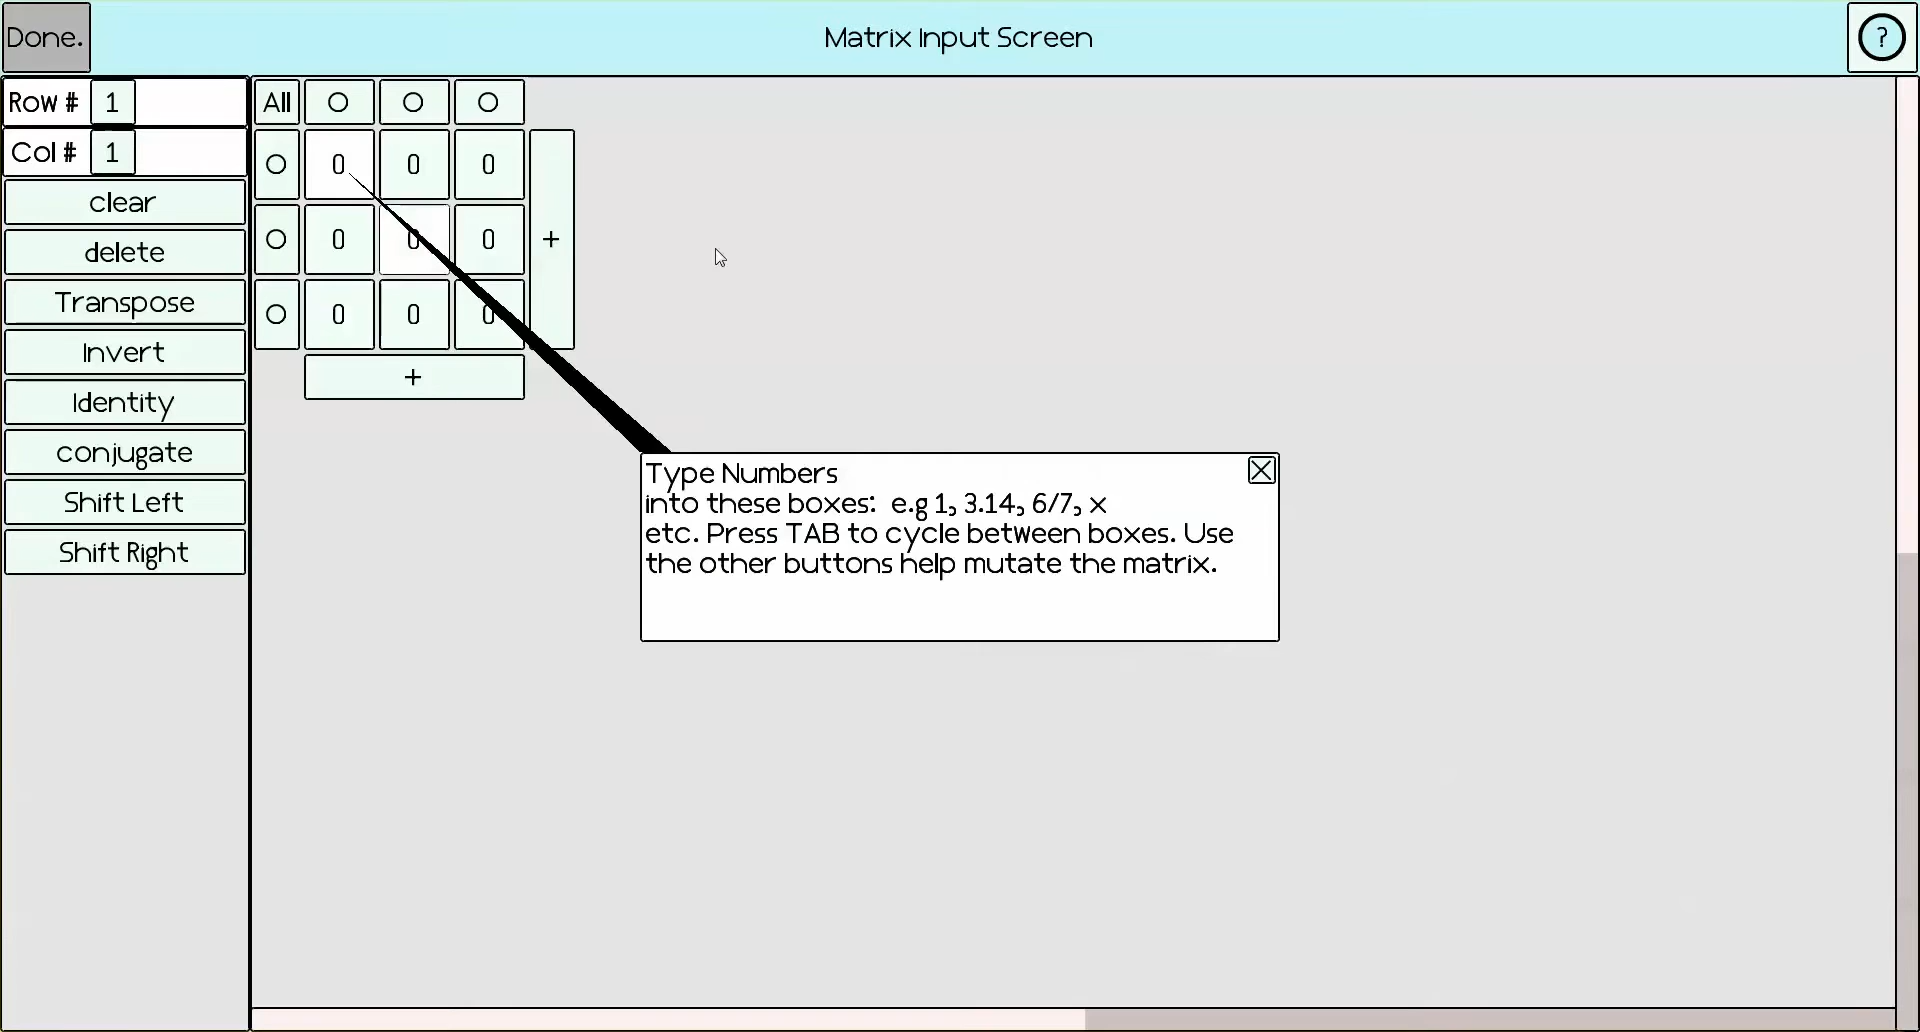 Done.
Matrix Input Screen
?
Row # 1
Col # 1
clear
delete
Transpose
Invert
Identity
conjugate
Shift Left
Shift Right
All
0 0 0
0 0 0
+
0 0 0
+
Type Numbers
into these boxes: e.g 1, 3.14, 6/7, x
etc. Press TAB to cycle between boxes. Use
the other buttons help mutate the matrix.